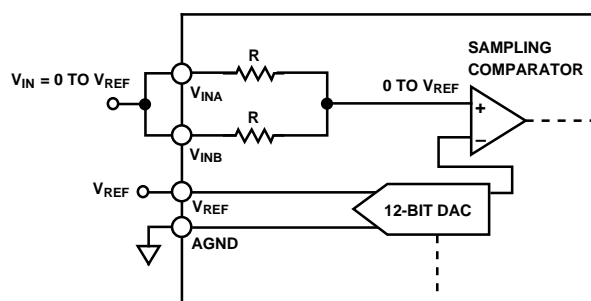 SAMPLING
COMPARATOR
V_IN = 0 TO V_REF
V_INA
R
0 TO V_REF
+
−
R
V_INB
V_REF
V_REF
12-BIT DAC
AGND